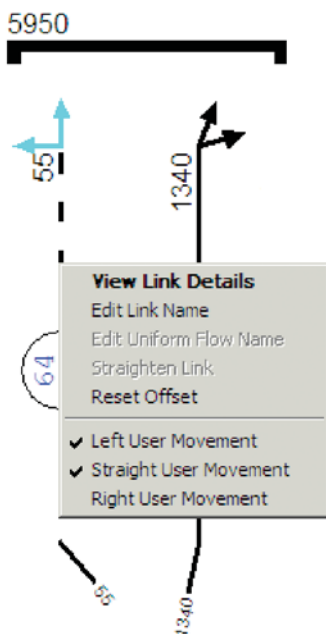 5950
55
1340
View Link Details
Edit Link Name
Edit Uniform Flow Name
Straighten Link
Reset Offset
64
Left User Movement
Straight User Movement
Right User Movement
55
1340